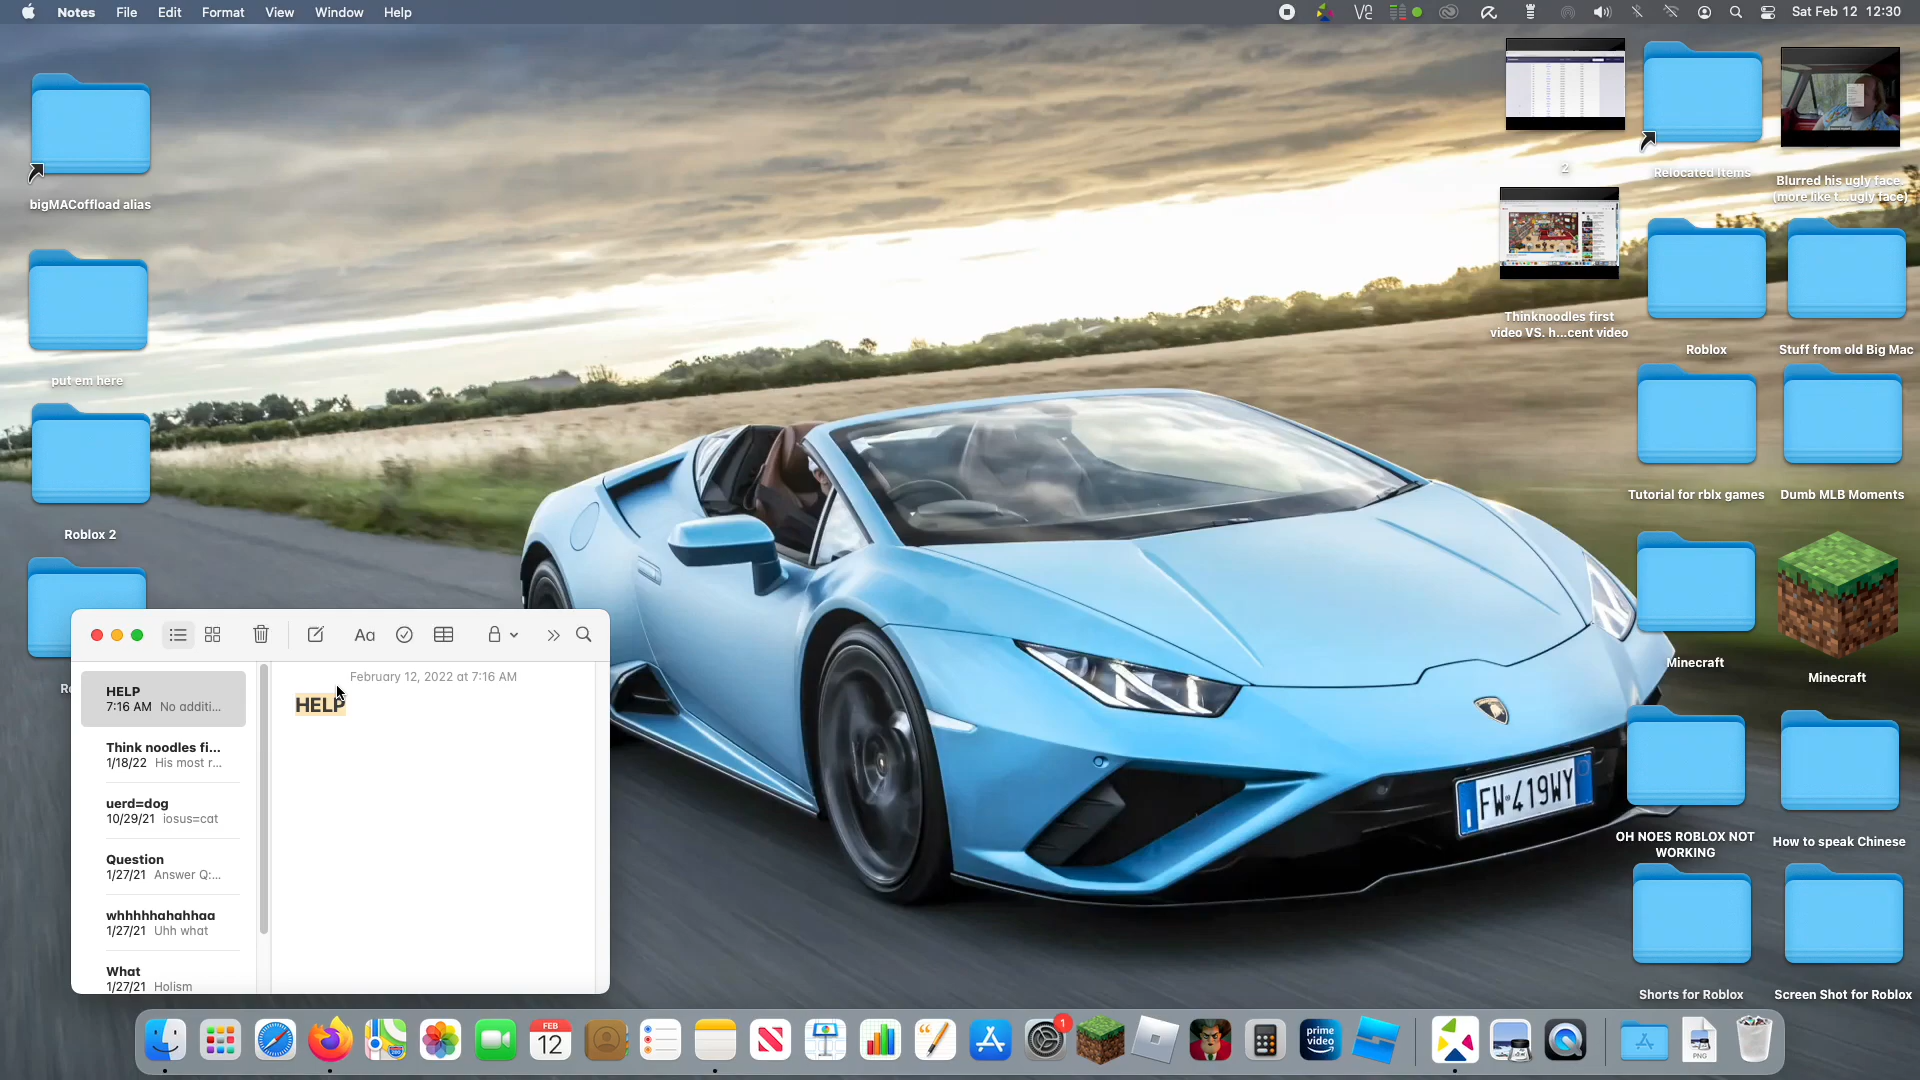 Notes File Edit Format View Window Help
Sat Feb 12 12:30
bigMACoffload alias
put em here
Roblox 2
2
Relocated Items
Blurred his ugly face
(more like t...ugly face)
Thinknoodles first
video VS. h...cent video
Roblox
Stuff from old Big Mac
Tutorial for rblx games
Dumb MLB Moments
Minecraft
Minecraft
OH NOES ROBLOX NOT
WORKING
How to speak Chinese
Shorts for Roblox
Screen Shot for Roblox
Aa
HELP
7:16 AM No additi...
Think noodles fi...
1/18/22 His most r...
uerd=dog
10/29/21 iosus=cat
Question
1/27/21 Answer Q:...
whhhhhahahhaa
1/27/21 Uhh what
What
1/27/21 Holism
February 12, 2022 at 7:16 AM
HELP
FW 419WY
FEB
12
1
prime
video
PNG